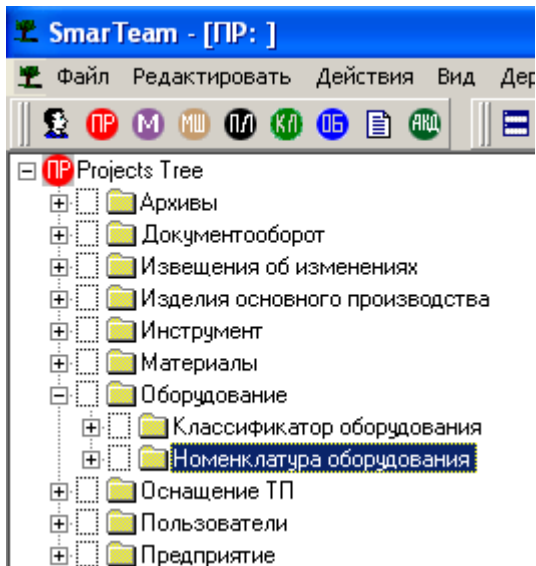 SmarTeam - [ПР: ]
Файл Редактировать Действия Вид Дер
ПР М МШ ПЛ КЛ ОБ АКД
ПР Projects Tree
Архивы
Документооборот
Извещения об изменениях
Изделия основного производства
Инструмент
Материалы
Оборудование
Классификатор оборудования
Номенклатура оборудования
Оснащение ТП
Пользователи
Предприятие